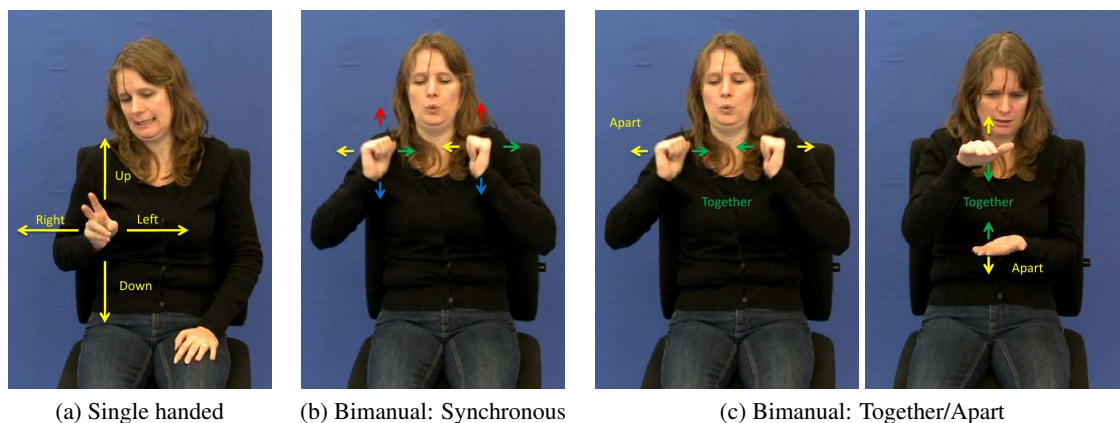 Up
Right
Left
Down
Apart
Together
Together
Apart
(a) Single handed
(b) Bimanual: Synchronous
(c) Bimanual: Together/Apart